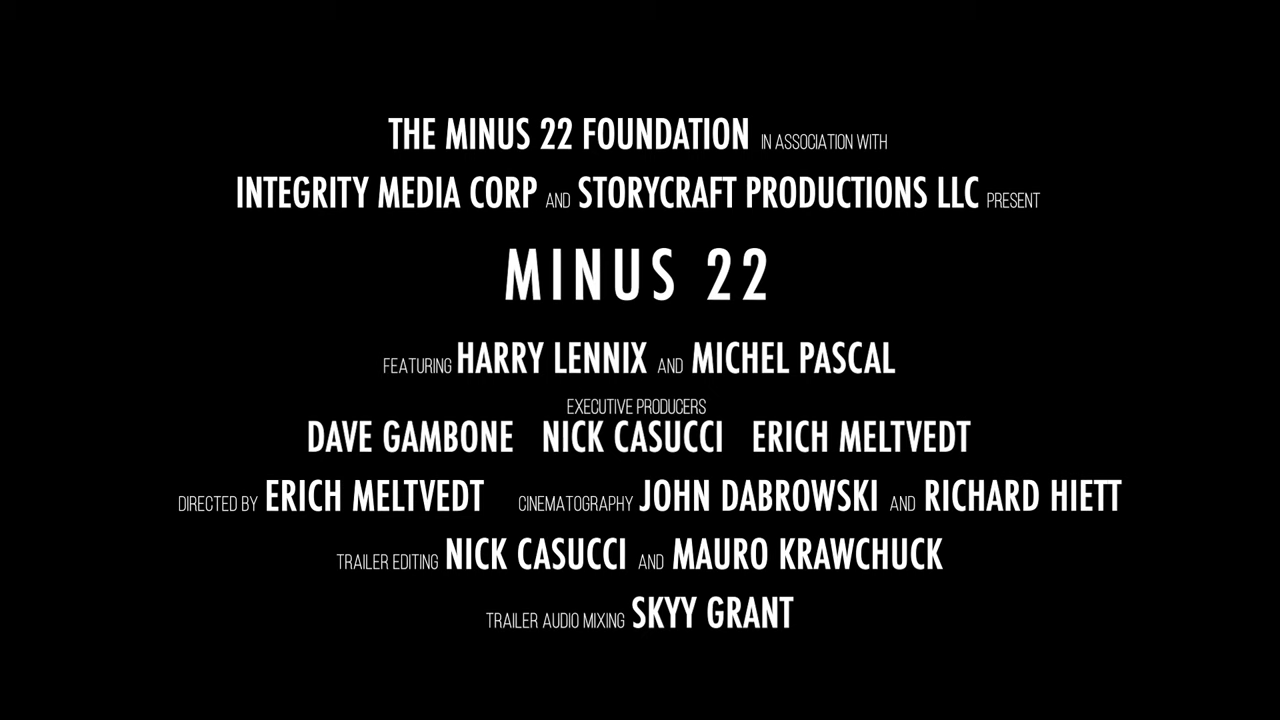 THE MINUS 22 FOUNDATION IN ASSOCIATION WITH
INTEGRITY MEDIA CORP AND STORYCRAFT PRODUCTIONS LLC PRESENT
MINUS 22
FEATURING HARRY LENNIX AND MICHEL PASCAL
EXECUTIVE PRODUCERS
DAVE GAMBONE NICK CASUCCI ERICH MELTVEDT
DIRECTED BY ERICH MELTVEDT CINEMATOGRAPHY JOHN DABROWSKI AND RICHARD HIETT
TRAILER EDITING NICK CASUCCI AND MAURO KRAWCHUCK
TRAILER AUDIO MIXING SKYY GRANT